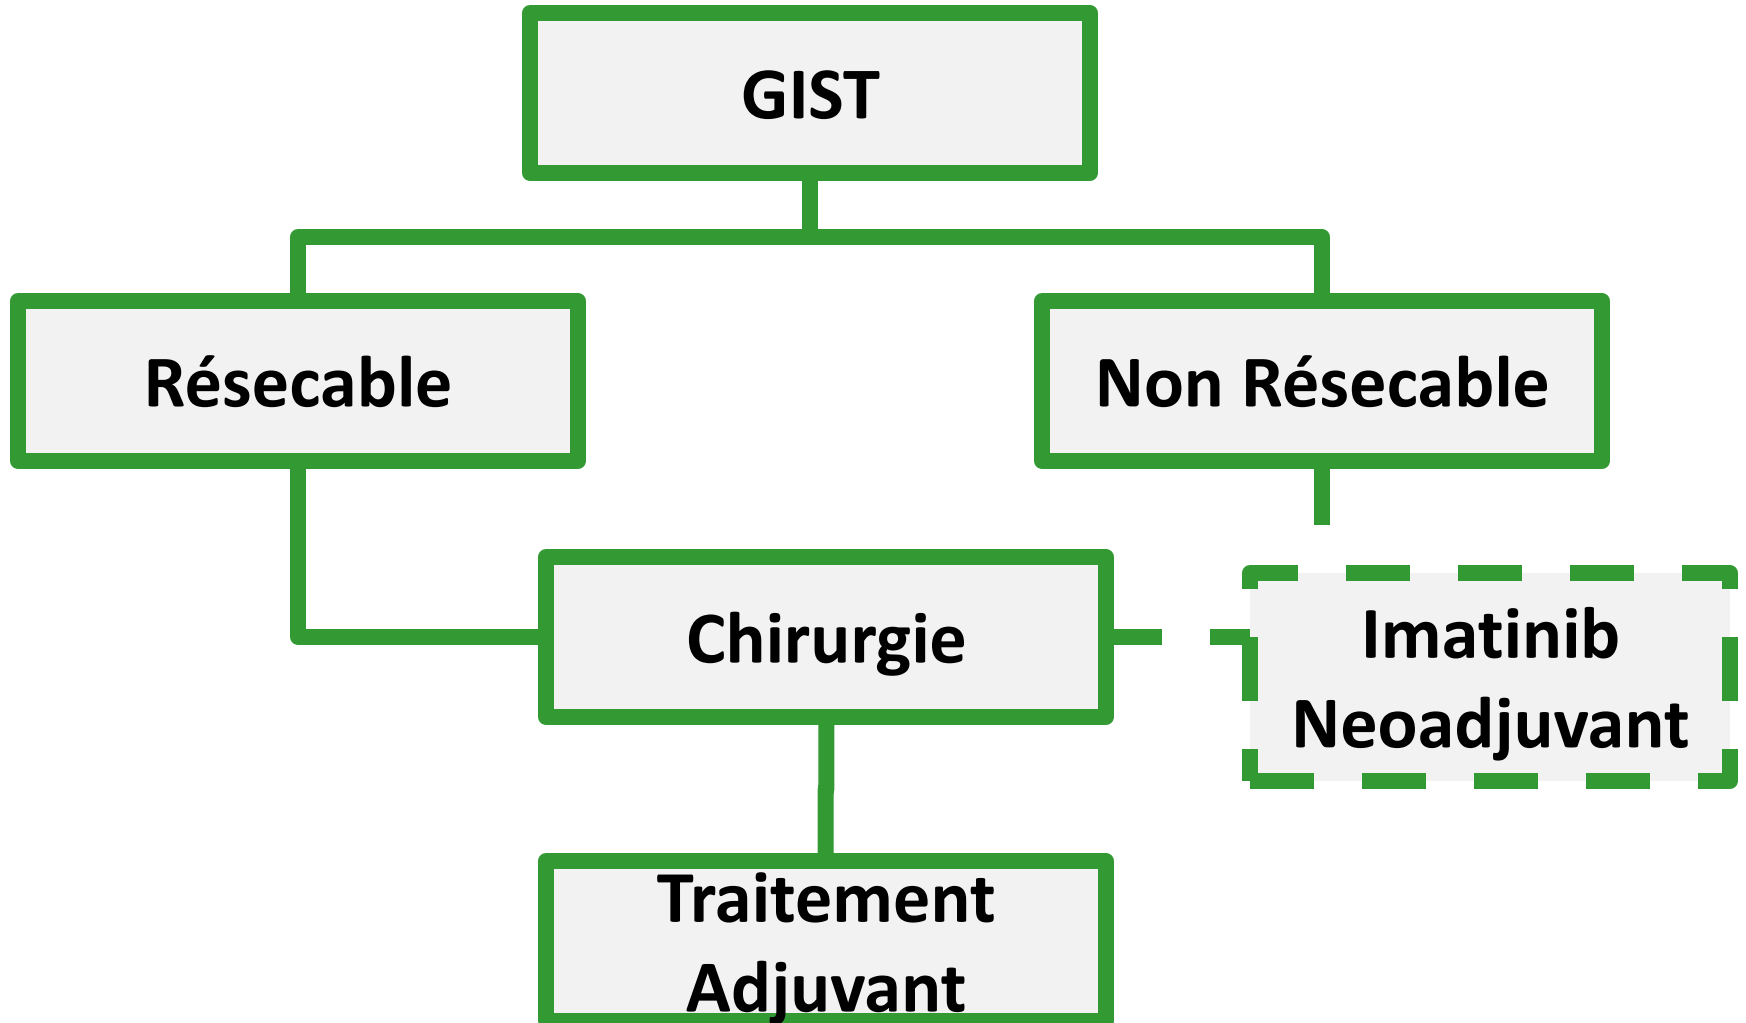 GIST
Résecable
Non Résecable
Chirurgie
Imatinib
Neoadjuvant
Traitement
Adjuvant